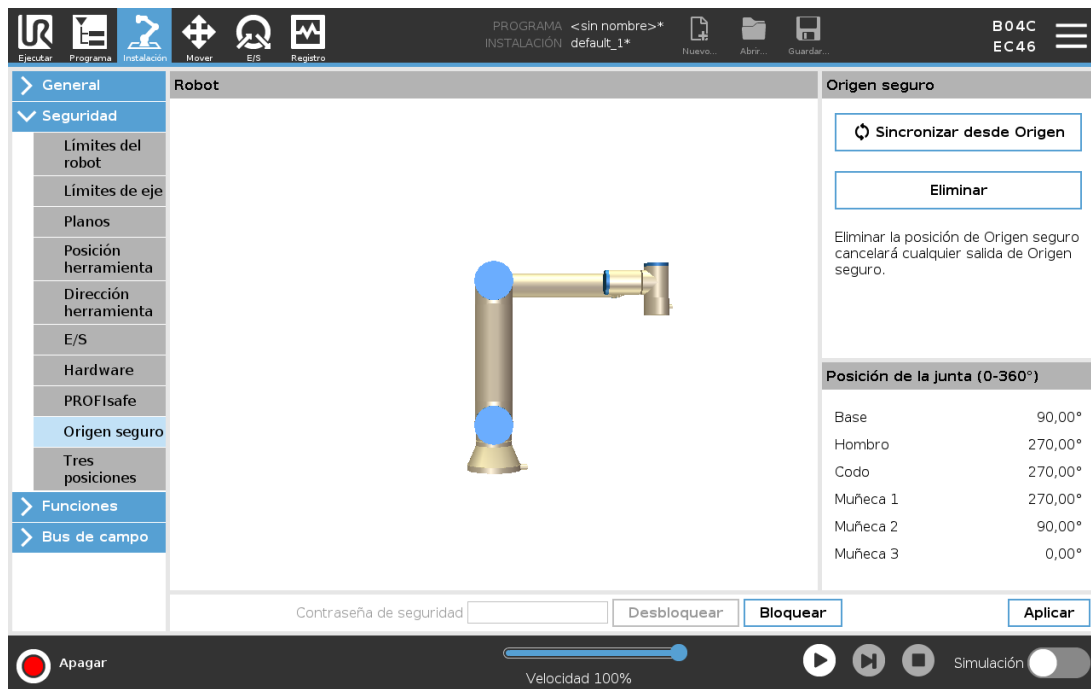 UR
Ejecutar
Programa
Instalación
Mover
E/S
Registro
PROGRAMA <sin nombre>*
INSTALACIÓN default_1*
Nuevo...
Abrir...
Guardar...
B04C
EC46
General
Seguridad
Límites del
robot
Límites de eje
Planos
Posición
herramienta
Dirección
herramienta
E/S
Hardware
PROFIsafe
Origen seguro
Tres
posiciones
Funciones
Bus de campo
Robot
Origen seguro
Sincronizar desde Origen
Eliminar
Eliminar la posición de Origen seguro
cancelará cualquier salida de Origen
seguro.
Posición de la junta (0-360°)
Base 90,00°
Hombro 270,00°
Codo 270,00°
Muñeca 1 270,00°
Muñeca 2 90,00°
Muñeca 3 0,00°
Contraseña de seguridad
Desbloquear
Bloquear
Aplicar
Apagar
Velocidad 100%
Simulación